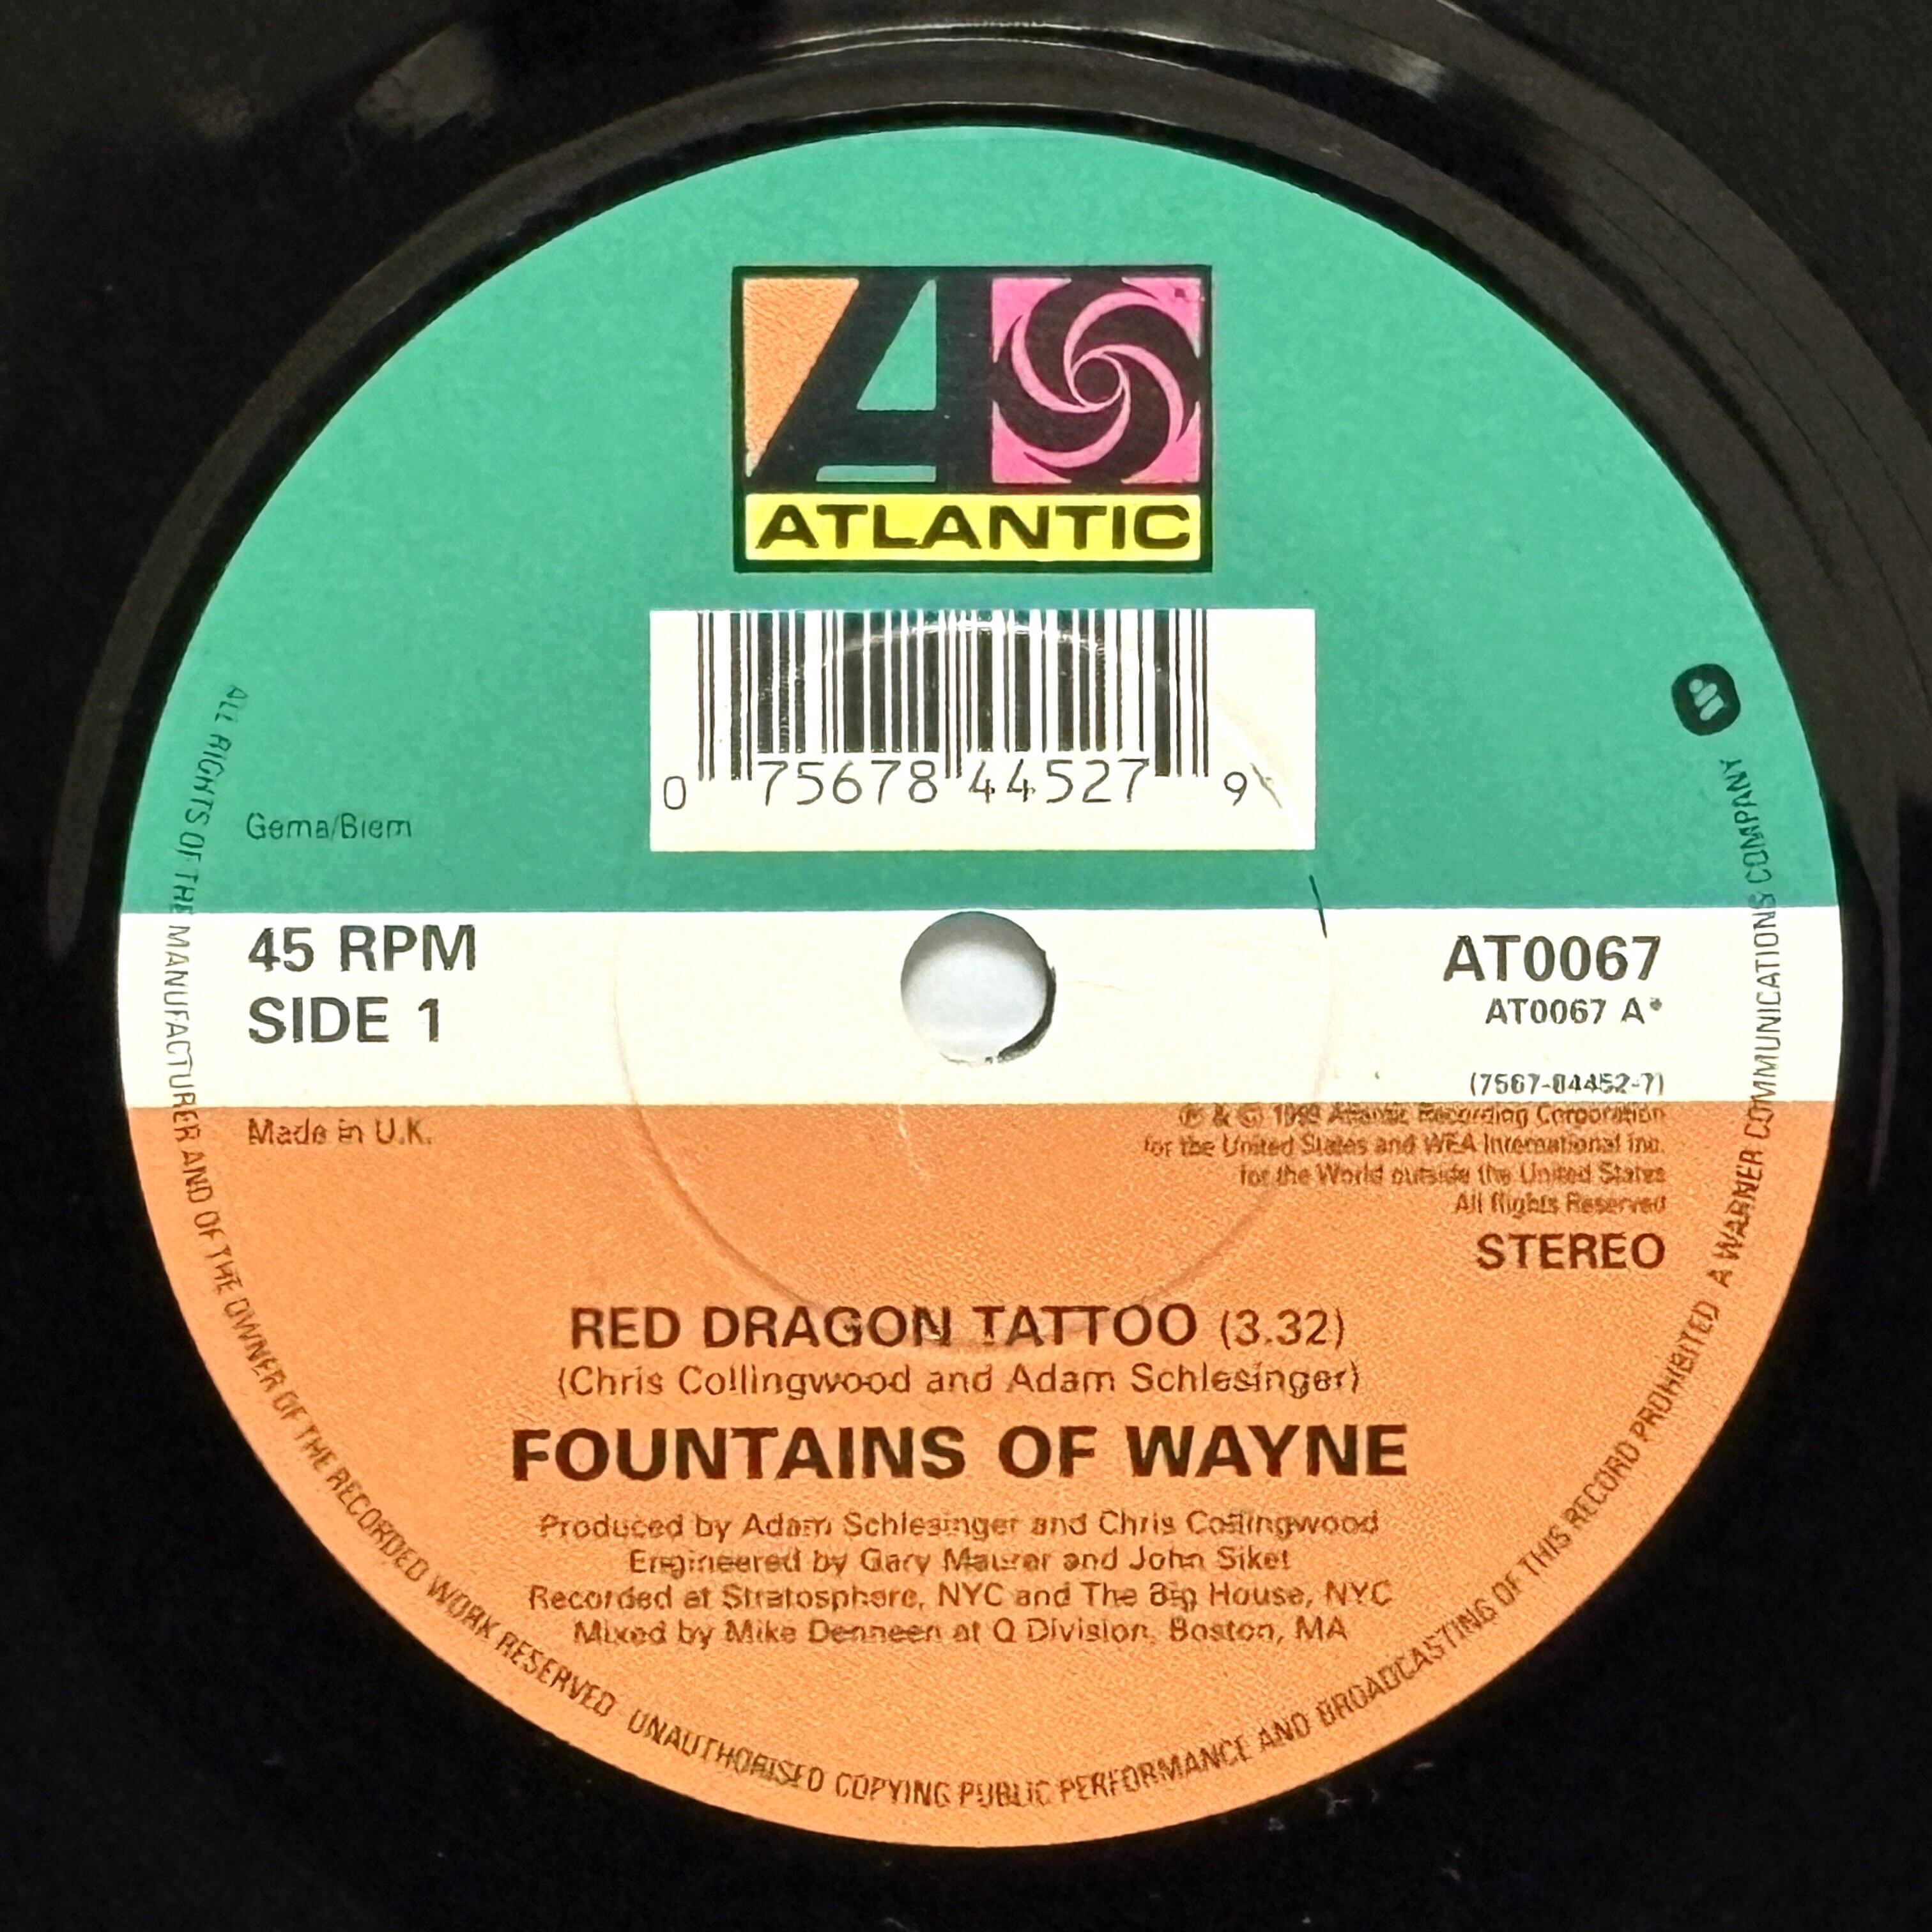 ATLANTIC
0 75678 44527 9
Gema/Biem
45 RPM
SIDE 1
AT0067
AT0067 A*
(7567-84452-7)
Made in U.K.
℗ & © 1999 Atlantic Recording Corporation
for the United States and WEA International Inc.
for the World outside the United States
All Rights Reserved
STEREO
RED DRAGON TATTOO (3.32)
(Chris Collingwood and Adam Schlesinger)
FOUNTAINS OF WAYNE
Produced by Adam Schlesinger and Chris Collingwood
Engineered by Gary Maurer and John Siket
Recorded at Stratosphere, NYC and The Big House, NYC
Mixed by Mike Denneen at Q Division, Boston, MA
ALL RIGHTS OF THE MANUFACTURER AND OF THE OWNER OF THE RECORDED WORK RESERVED UNAUTHORISED COPYING PUBLIC PERFORMANCE AND BROADCASTING OF THIS RECORD PROHIBITED A WARNER COMMUNICATIONS COMPANY